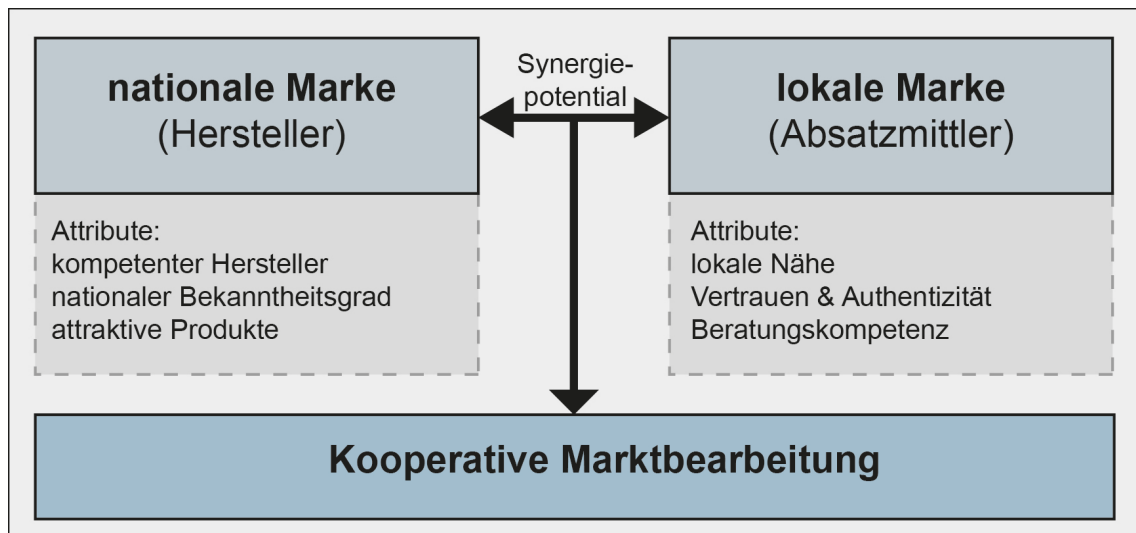 nationale Marke
(Hersteller)
Synergie-
potential
lokale Marke
(Absatzmittler)
Attribute:
kompetenter Hersteller
nationaler Bekanntheitsgrad
attraktive Produkte
Attribute:
lokale Nähe
Vertrauen & Authentizität
Beratungskompetenz
Kooperative Marktbearbeitung